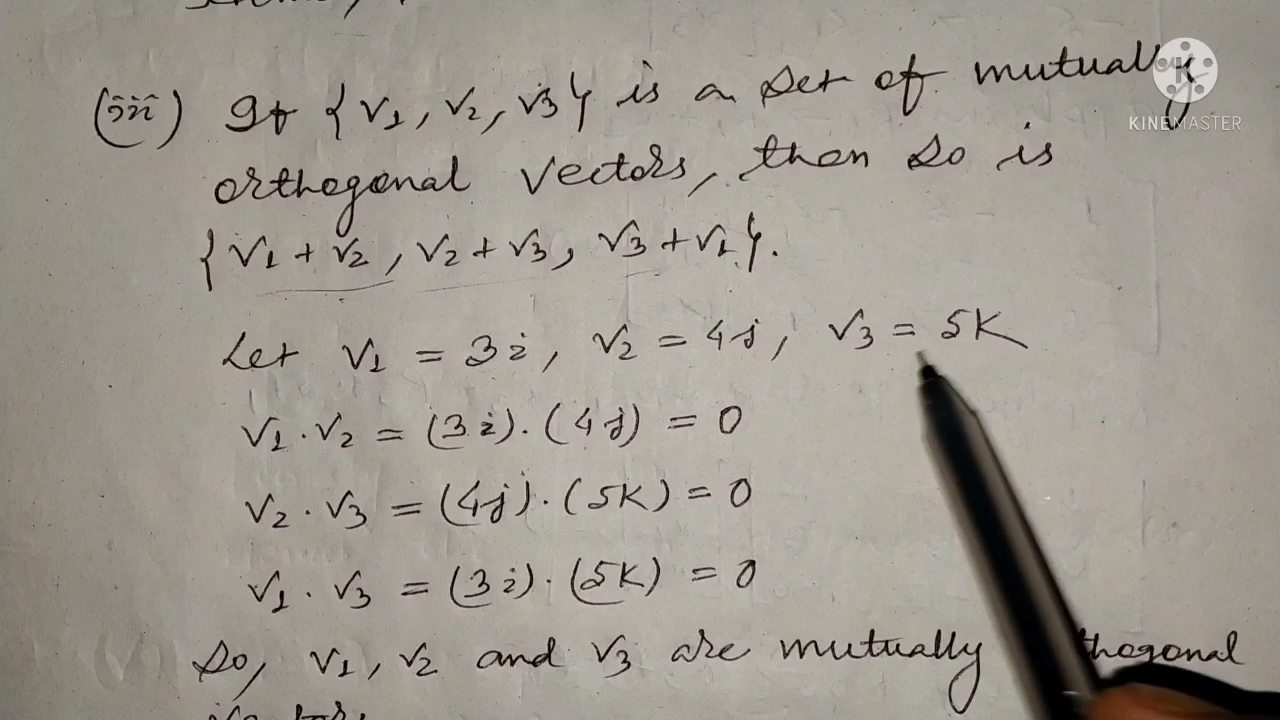 (iii) If {v1, v2, v3} is a set of mutually
KINEMASTER
orthogonal vectors, then so is
{v1 + v2, v2 + v3, v3 + v1}.
Let v1 = 3i, v2 = 4j, v3 = 5k
v1 . v2 = (3i) . (4j) = 0
v2 . v3 = (4j) . (5k) = 0
v1 . v3 = (3i) . (5k) = 0
So, v1, v2 and v3 are mutually thogonal